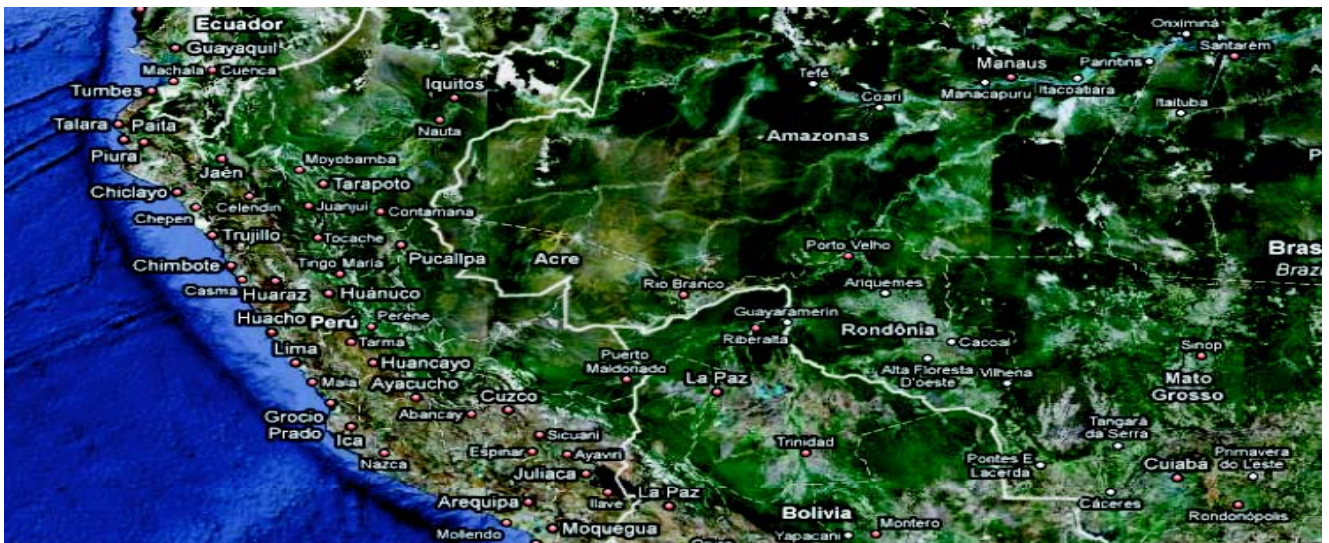 Ecuador
Guayaquil
Machala
Cuenca
Tumbes
Talara
Paita
Piura
Jaén
Chiclayo
Chepen
Celendin
Trujillo
Chimbote
Casma
Huaraz
Huacho
Lima
Mala
Grocio
Prado
Ica
Nazca
Iquitos
Nauta
Moyobamba
Tarapoto
Juanjui
Contamana
Tocache
Pucallpa
Tingo Maria
Huánuco
Perú
Perene
Tarma
Huancayo
Ayacucho
Abancay
Cuzco
Sicuani
Espinar
Ayaviri
Juliaca
Arequipa
Ilave
La Paz
Mollendo
Moquegua
Acre
Rio Branco
Puerto
Maldonado
Riberalta
Guayaramerin
La Paz
Trinidad
Bolivia
Yapacani
Montero
Tefé
Coari
Amazonas
Manaus
Manacapuru
Itacoatiara
Parintins
Oriximiná
Santarém
Itaituba
Porto Velho
Ariquemes
Rondônia
Cacoal
Alta Floresta
D'oeste
Vilhena
Bras
Brazi
Sinop
Mato
Grosso
Tangará
da Serra
Pontes E
Lacerda
Cuiabá
Primavera
do Leste
Cáceres
Rondonópolis